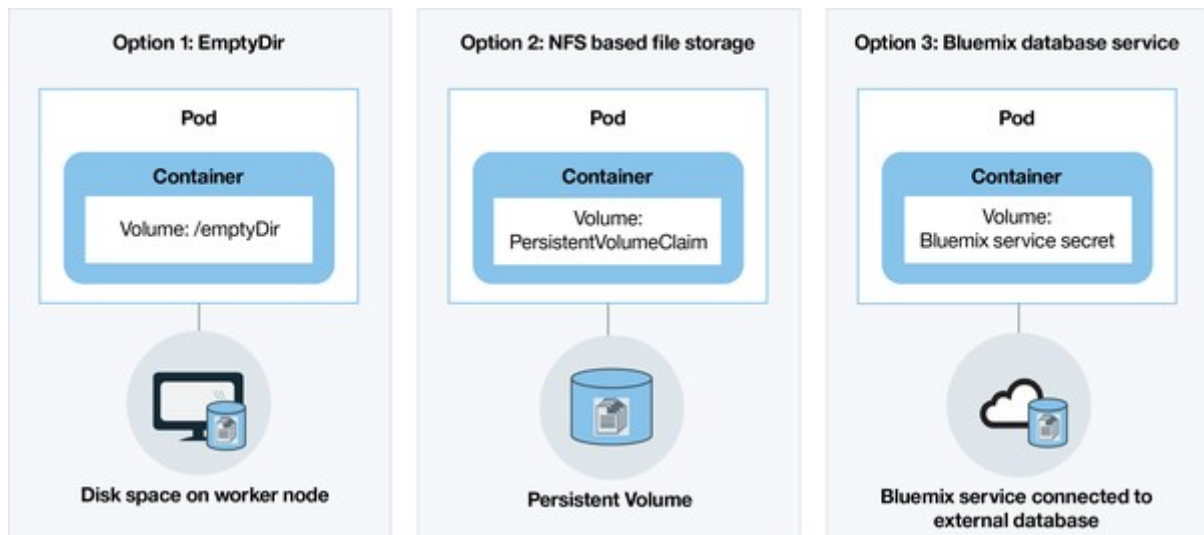 Option 1: EmptyDir
Pod
Container
Volume: /emptyDir
Disk space on worker node
Option 2: NFS based file storage
Pod
Container
Volume:
PersistentVolumeClaim
Persistent Volume
Option 3: Bluemix database service
Pod
Container
Volume:
Bluemix service secret
Bluemix service connected to
external database